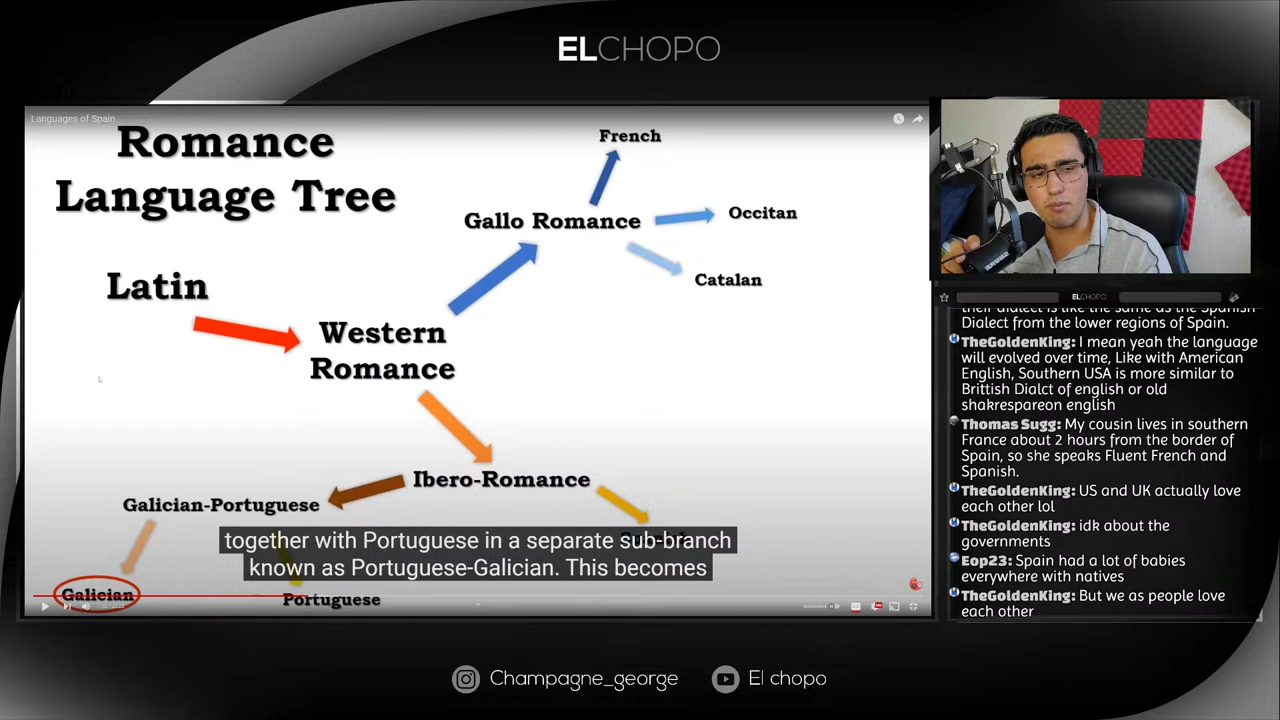 ELCHOPO
Languages of Spain
Romance
Language Tree
French
Gallo Romance
Occitan
Catalan
Latin
Western
Romance
Ibero-Romance
Galician-Portuguese
together with Portuguese in a separate sub-branch
known as Portuguese-Galician. This becomes
Galician
Portuguese
ELCHOPO
their dialect is like the same as the Spanish
Dialect from the lower regions of Spain.
TheGoldenKing: I mean yeah the language
will evolved over time, Like with American
English, Southern USA is more similar to
Brittish Dialct of english or old
shakrespareon english
Thomas Sugg: My cousin lives in southern
France about 2 hours from the border of
Spain, so she speaks Fluent French and
Spanish.
TheGoldenKing: US and UK actually love
each other lol
TheGoldenKing: idk about the
governments
Eop23: Spain had a lot of babies
everywhere with natives
TheGoldenKing: But we as people love
each other
Champagne_george
El chopo